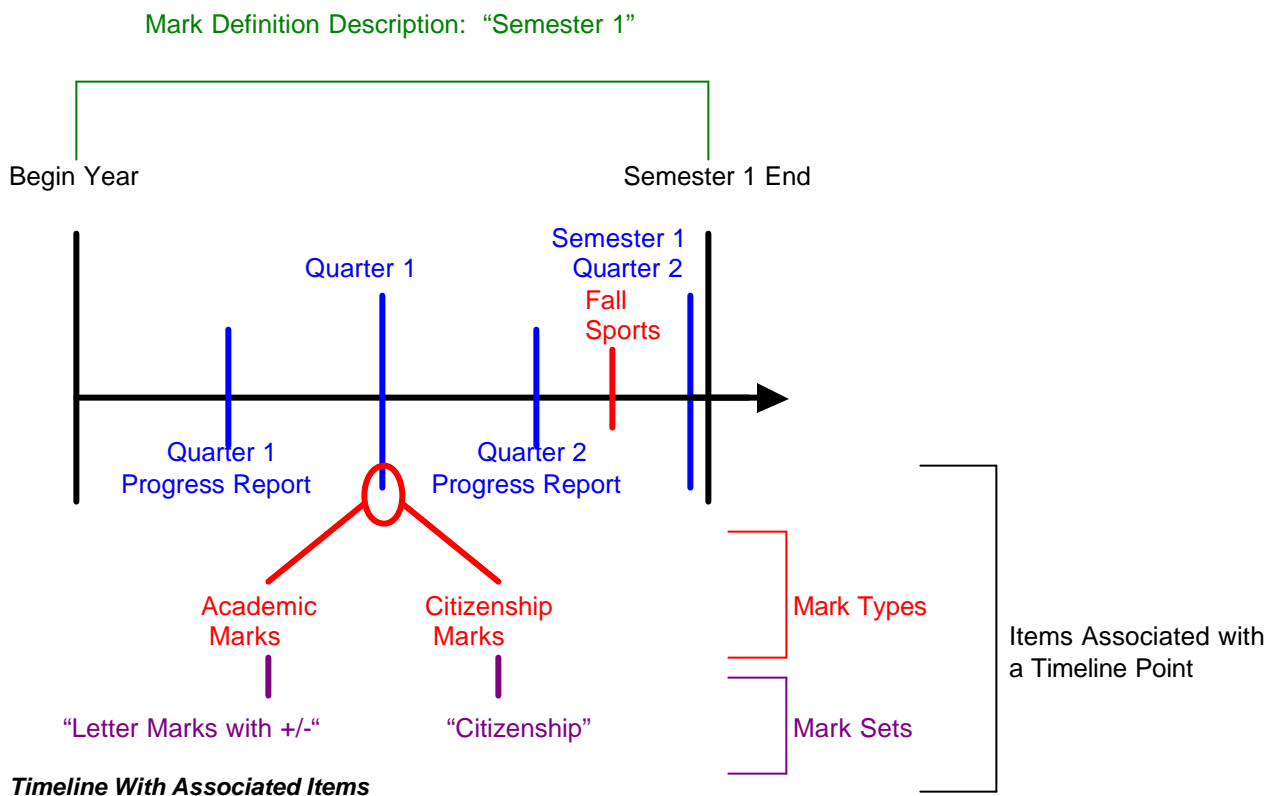 Mark Definition Description: “Semester 1”
Begin Year
Semester 1 End
Semester 1
Quarter 1
Quarter 2
Fall
Sports
Quarter 1
Progress Report
Quarter 2
Progress Report
Academic
Marks
Citizenship
Marks
Mark Types
Items Associated with
a Timeline Point
“Letter Marks with +/-“
“Citizenship”
Mark Sets
Timeline With Associated Items